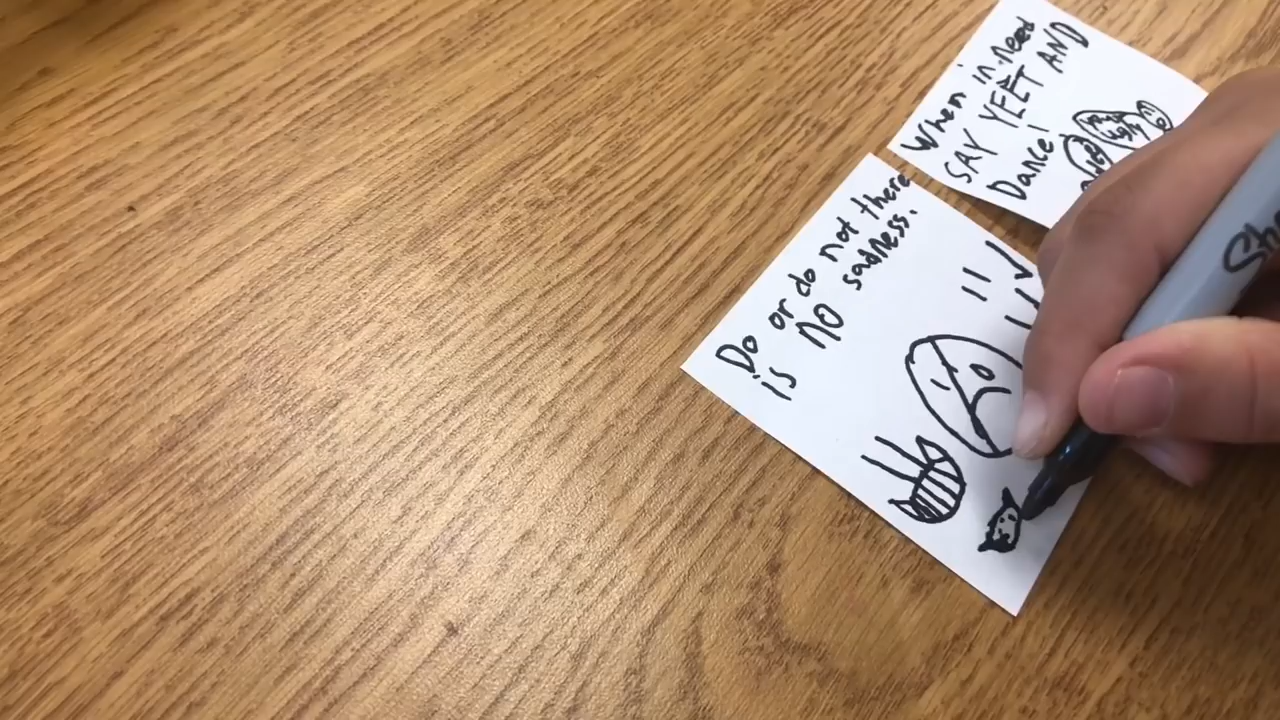 When in need
SAY YEET AND
Dance!
Do or do not there
is NO sadness.